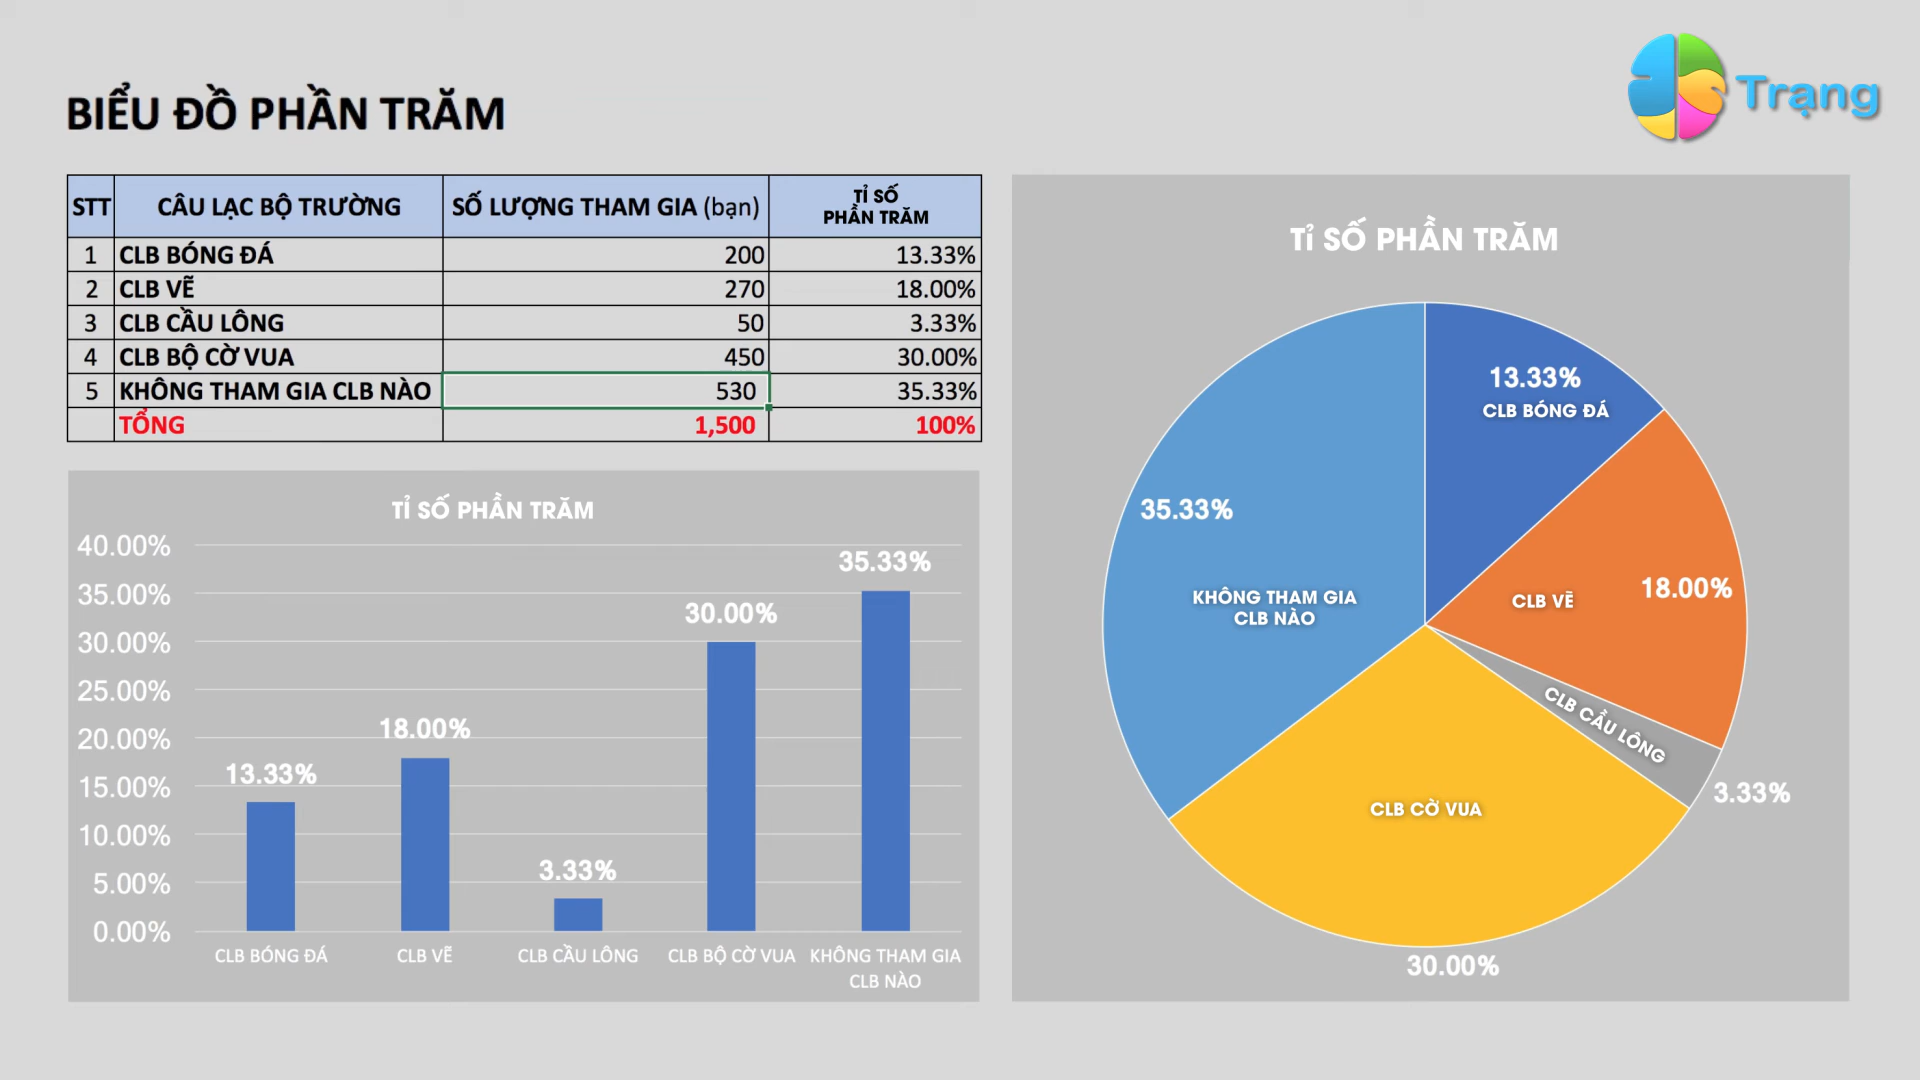 BIỂU ĐỒ PHẦN TRĂM
Trạng
STT CÂU LẠC BỘ TRƯỜNG SỐ LƯỢNG THAM GIA (bạn) TỈ SỐ PHẦN TRĂM
1 CLB BÓNG ĐÁ 200 13.33%
2 CLB VẼ 270 18.00%
3 CLB CẦU LÔNG 50 3.33%
4 CLB BỘ CỜ VUA 450 30.00%
5 KHÔNG THAM GIA CLB NÀO 530 35.33%
TỔNG 1,500 100%
TỈ SỐ PHẦN TRĂM
40.00%
35.00%
30.00%
25.00%
20.00%
15.00%
10.00%
5.00%
0.00%
13.33%
18.00%
3.33%
30.00%
35.33%
CLB BÓNG ĐÁ
CLB VẼ
CLB CẦU LÔNG
CLB BỘ CỜ VUA
KHÔNG THAM GIA
CLB NÀO
Tỉ SỐ PHẦN TRĂM
13.33%
CLB BÓNG ĐÁ
18.00%
CLB VẼ
CLB CẦU LÔNG
3.33%
CLB CỜ VUA
30.00%
35.33%
KHÔNG THAM GIA
CLB NÀO